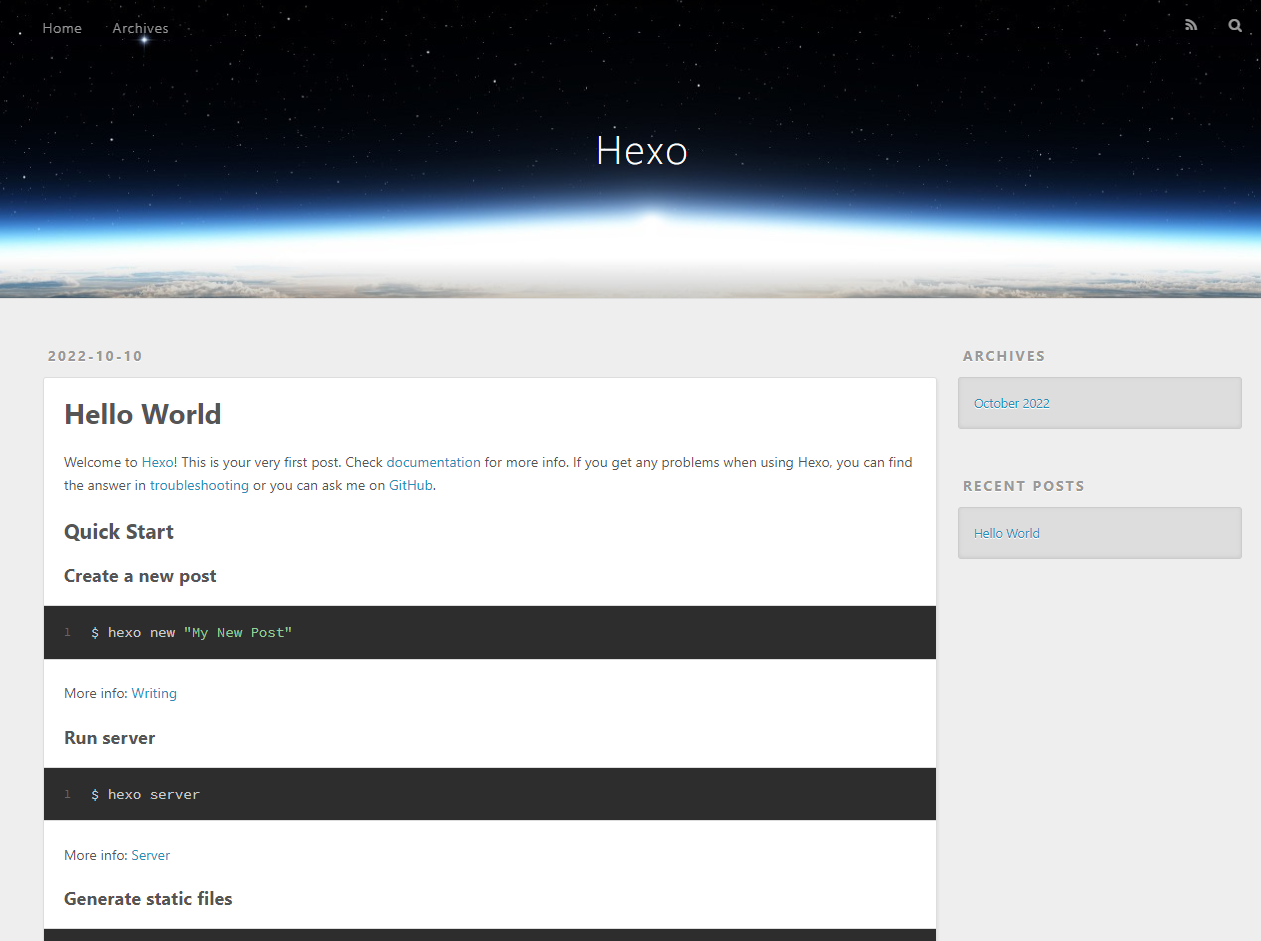 Home Archives
Hexo
2022-10-10
Hello World
Welcome to Hexo! This is your very first post. Check documentation for more info. If you get any problems when using Hexo, you can find
the answer in troubleshooting or you can ask me on GitHub.
Quick Start
Create a new post
1 $ hexo new "My New Post"
More info: Writing
Run server
1 $ hexo server
More info: Server
Generate static files
ARCHIVES
October 2022
RECENT POSTS
Hello World